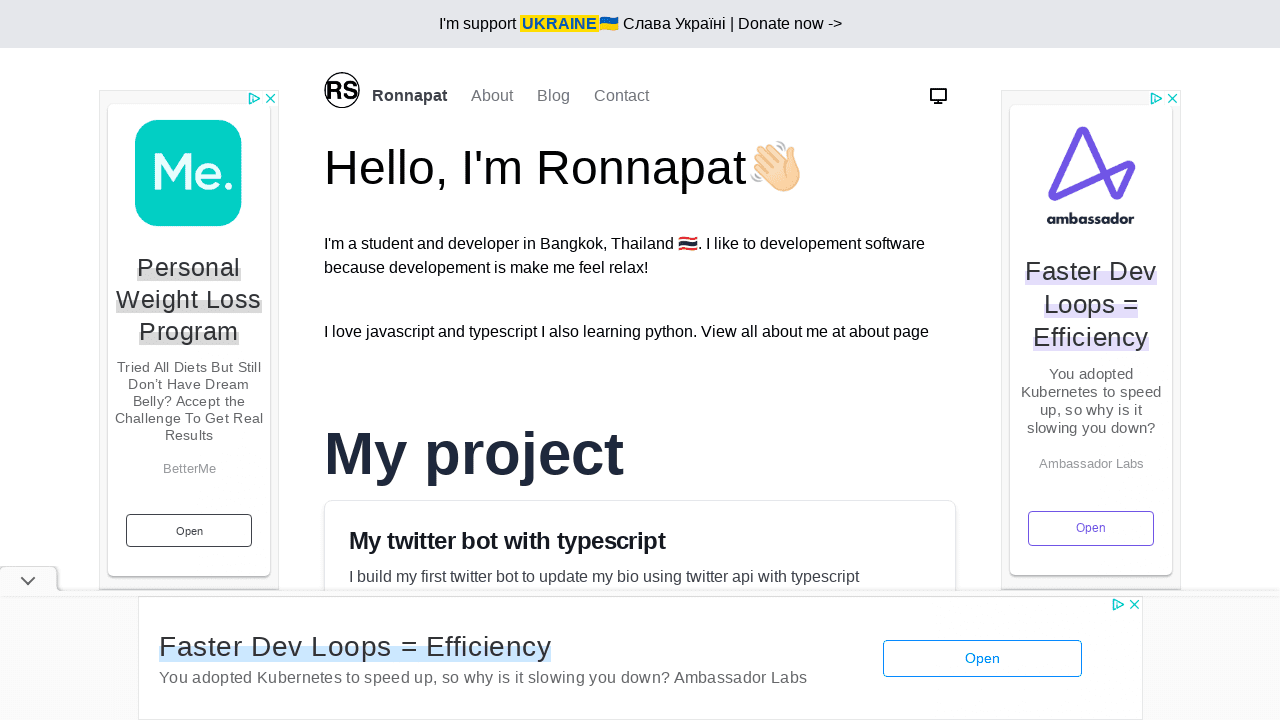 I'm support UKRAINE🇺🇦 Слава Україні | Donate now ->
RS Ronnapat About Blog Contact
Hello, I'm Ronnapat👋🏻
I'm a student and developer in Bangkok, Thailand 🇹🇭. I like to developement software
because developement is make me feel relax!
I love javascript and typescript I also learning python. View all about me at about page
My project
My twitter bot with typescript
I build my first twitter bot to update my bio using twitter api with typescript
Me.
Personal
Weight Loss
Program
Tried All Diets But Still
Don't Have Dream
Belly? Accept the
Challenge To Get Real
Results
BetterMe
Open
ambassador
Faster Dev
Loops =
Efficiency
You adopted
Kubernetes to speed
up, so why is it
slowing you down?
Ambassador Labs
Open
Faster Dev Loops = Efficiency
You adopted Kubernetes to speed up, so why is it slowing you down? Ambassador Labs
Open